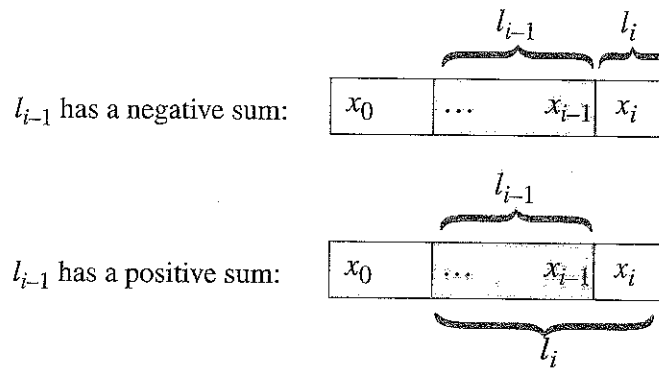 l_{i–1} l_i
l_{i–1} has a negative sum: x_0 ... x_{i–1} x_i
l_{i–1}
l_{i–1} has a positive sum: x_0 ... x_{i–1} x_i
l_i